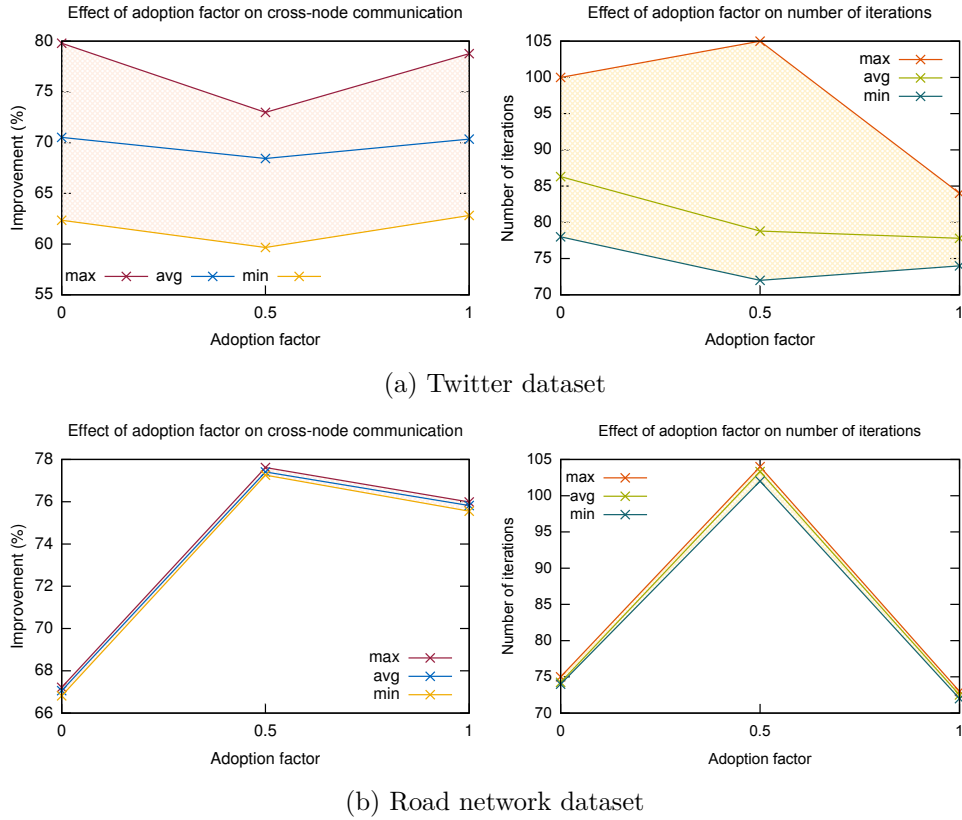 Effect of adoption factor on cross-node communication
80
75
70
65
60
55
Improvement (%)
max avg min
0 0.5 1
Adoption factor
Effect of adoption factor on number of iterations
105
100
95
90
85
80
75
70
Number of iterations
max
avg
min
0 0.5 1
Adoption factor
(a) Twitter dataset
Effect of adoption factor on cross-node communication
78
76
74
72
70
68
66
Improvement (%)
max
avg
min
0 0.5 1
Adoption factor
Effect of adoption factor on number of iterations
105
100
95
90
85
80
75
70
Number of iterations
max
avg
min
0 0.5 1
Adoption factor
(b) Road network dataset